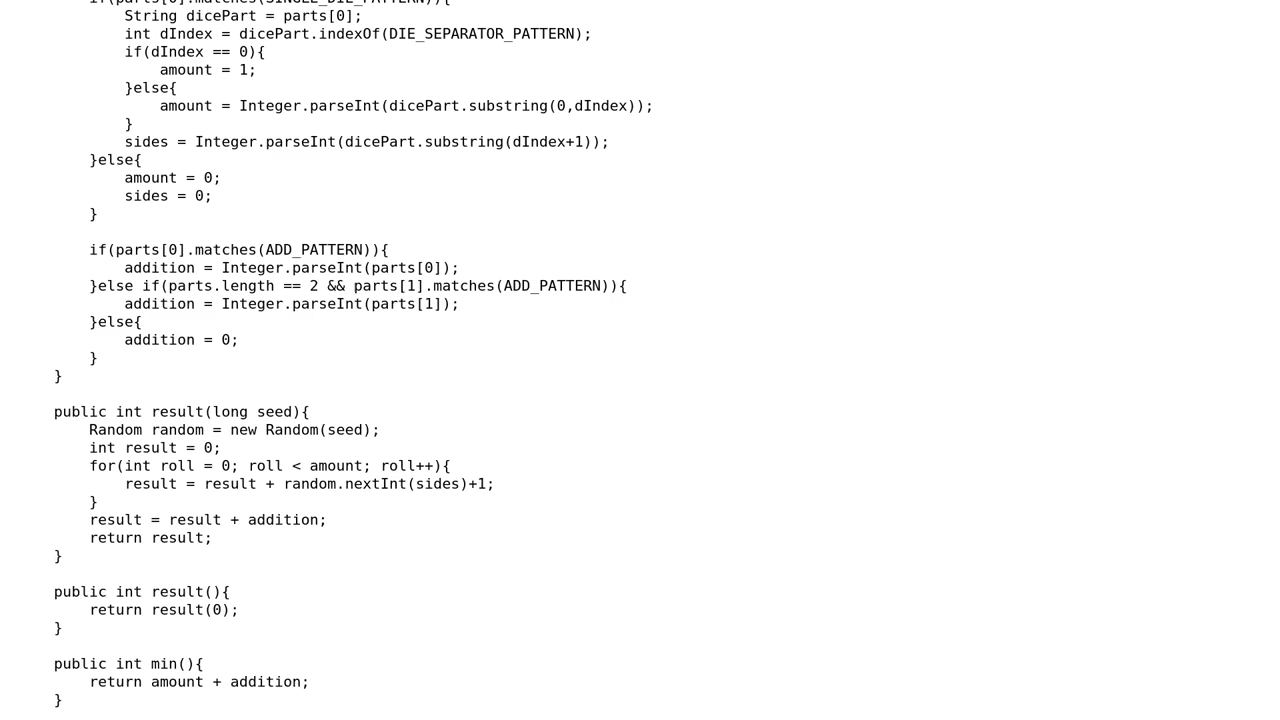 if(parts[0].matches(SINGLE_DIE_PATTERN)){
String dicePart = parts[0];
int dIndex = dicePart.indexOf(DIE_SEPARATOR_PATTERN);
if(dIndex == 0){
amount = 1;
}else{
amount = Integer.parseInt(dicePart.substring(0,dIndex));
}
sides = Integer.parseInt(dicePart.substring(dIndex+1));
}else{
amount = 0;
sides = 0;
}
if(parts[0].matches(ADD_PATTERN)){
addition = Integer.parseInt(parts[0]);
}else if(parts.length == 2 && parts[1].matches(ADD_PATTERN)){
addition = Integer.parseInt(parts[1]);
}else{
addition = 0;
}
}
public int result(long seed){
Random random = new Random(seed);
int result = 0;
for(int roll = 0; roll < amount; roll++){
result = result + random.nextInt(sides)+1;
}
result = result + addition;
return result;
}
public int result(){
return result(0);
}
public int min(){
return amount + addition;
}